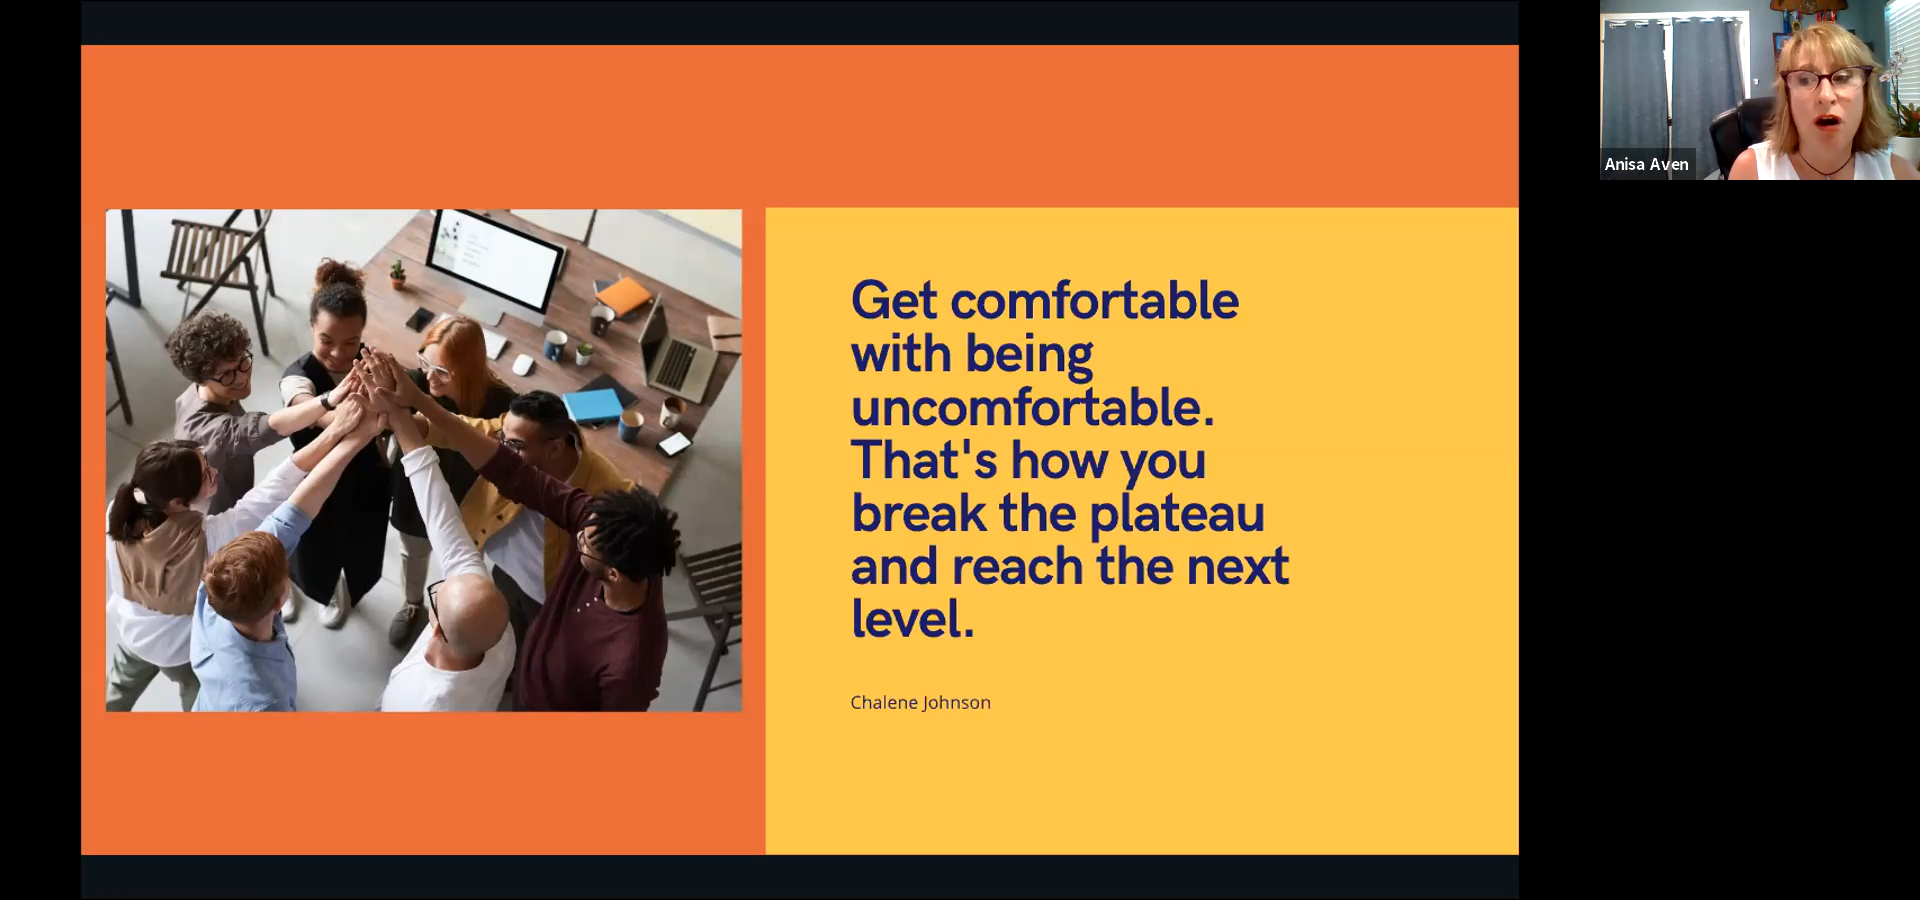 Get comfortable
with being
uncomfortable.
That's how you
break the plateau
and reach the next
level.
Chalene Johnson
Anisa Aven